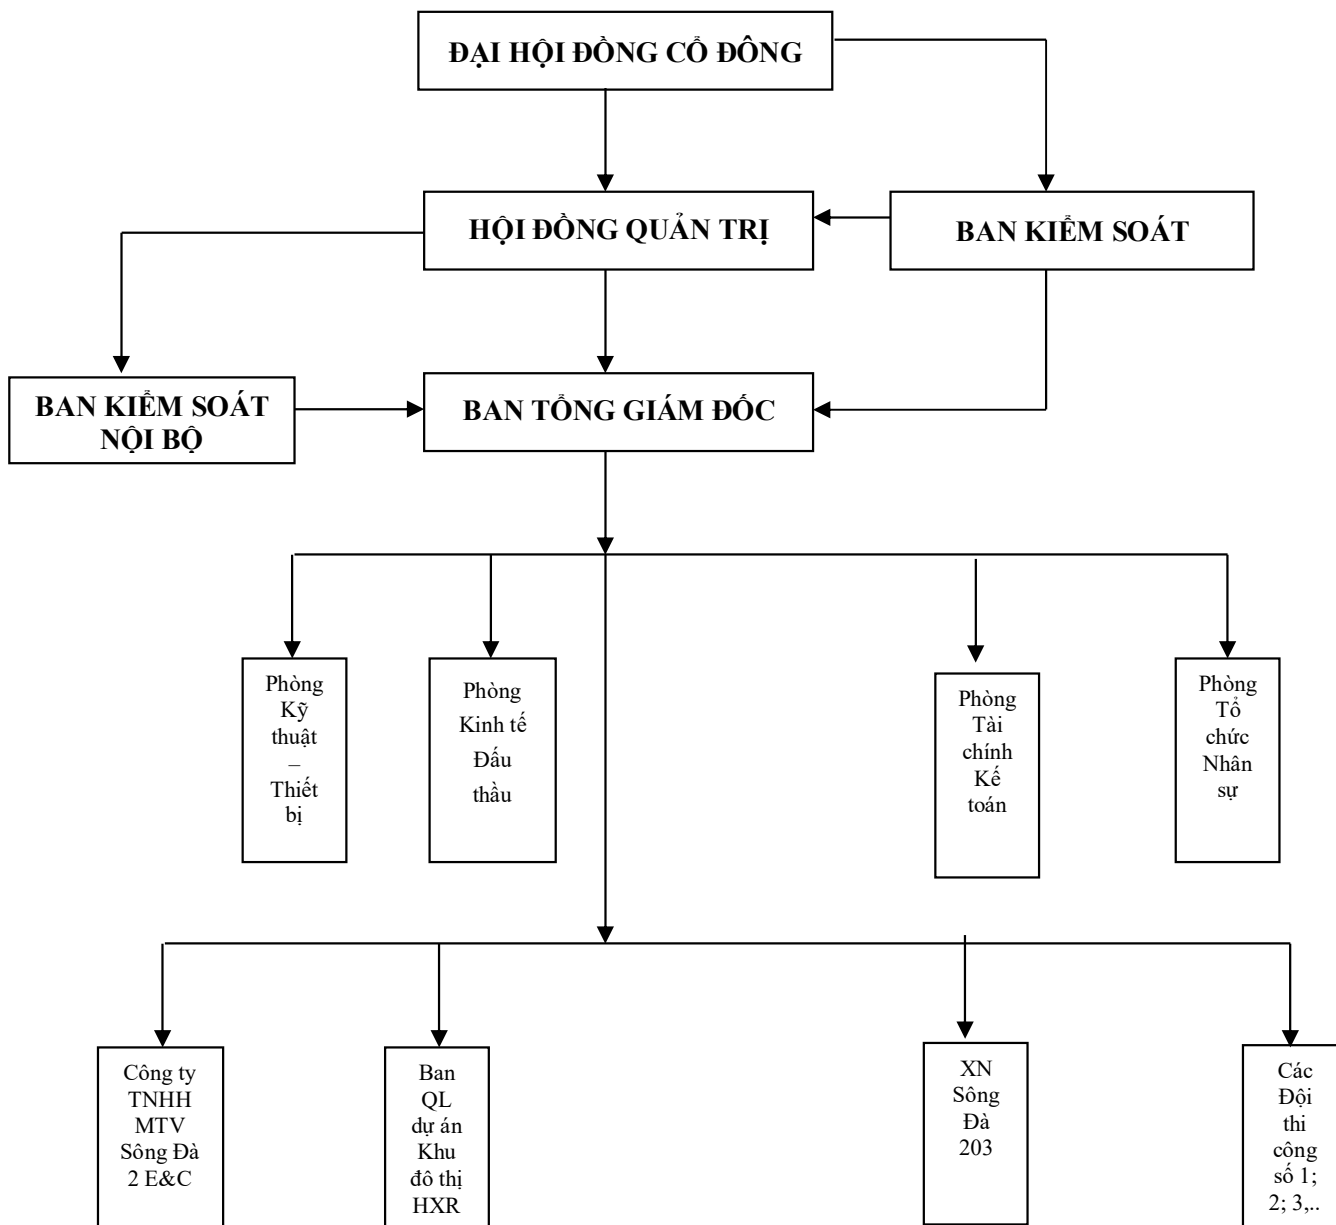 ĐẠI HỘI ĐỒNG CỔ ĐÔNG
HỘI ĐỒNG QUẢN TRỊ
BAN KIỂM SOÁT
BAN KIỂM SOÁT
NỘI BỘ
BAN TỔNG GIÁM ĐỐC
Phòng
Kỹ
thuật
–
Thiết
bị
Phòng
Kinh tế
Đấu
thầu
Phòng
Tài
chính
Kế
toán
Phòng
Tổ
chức
Nhân
sự
Công ty
TNHH
MTV
Sông Đà
2 E&C
Ban
QL
dự án
Khu
đô thị
HXR
XN
Sông
Đà
203
Các
Đội
thi
công
số 1;
2; 3,..